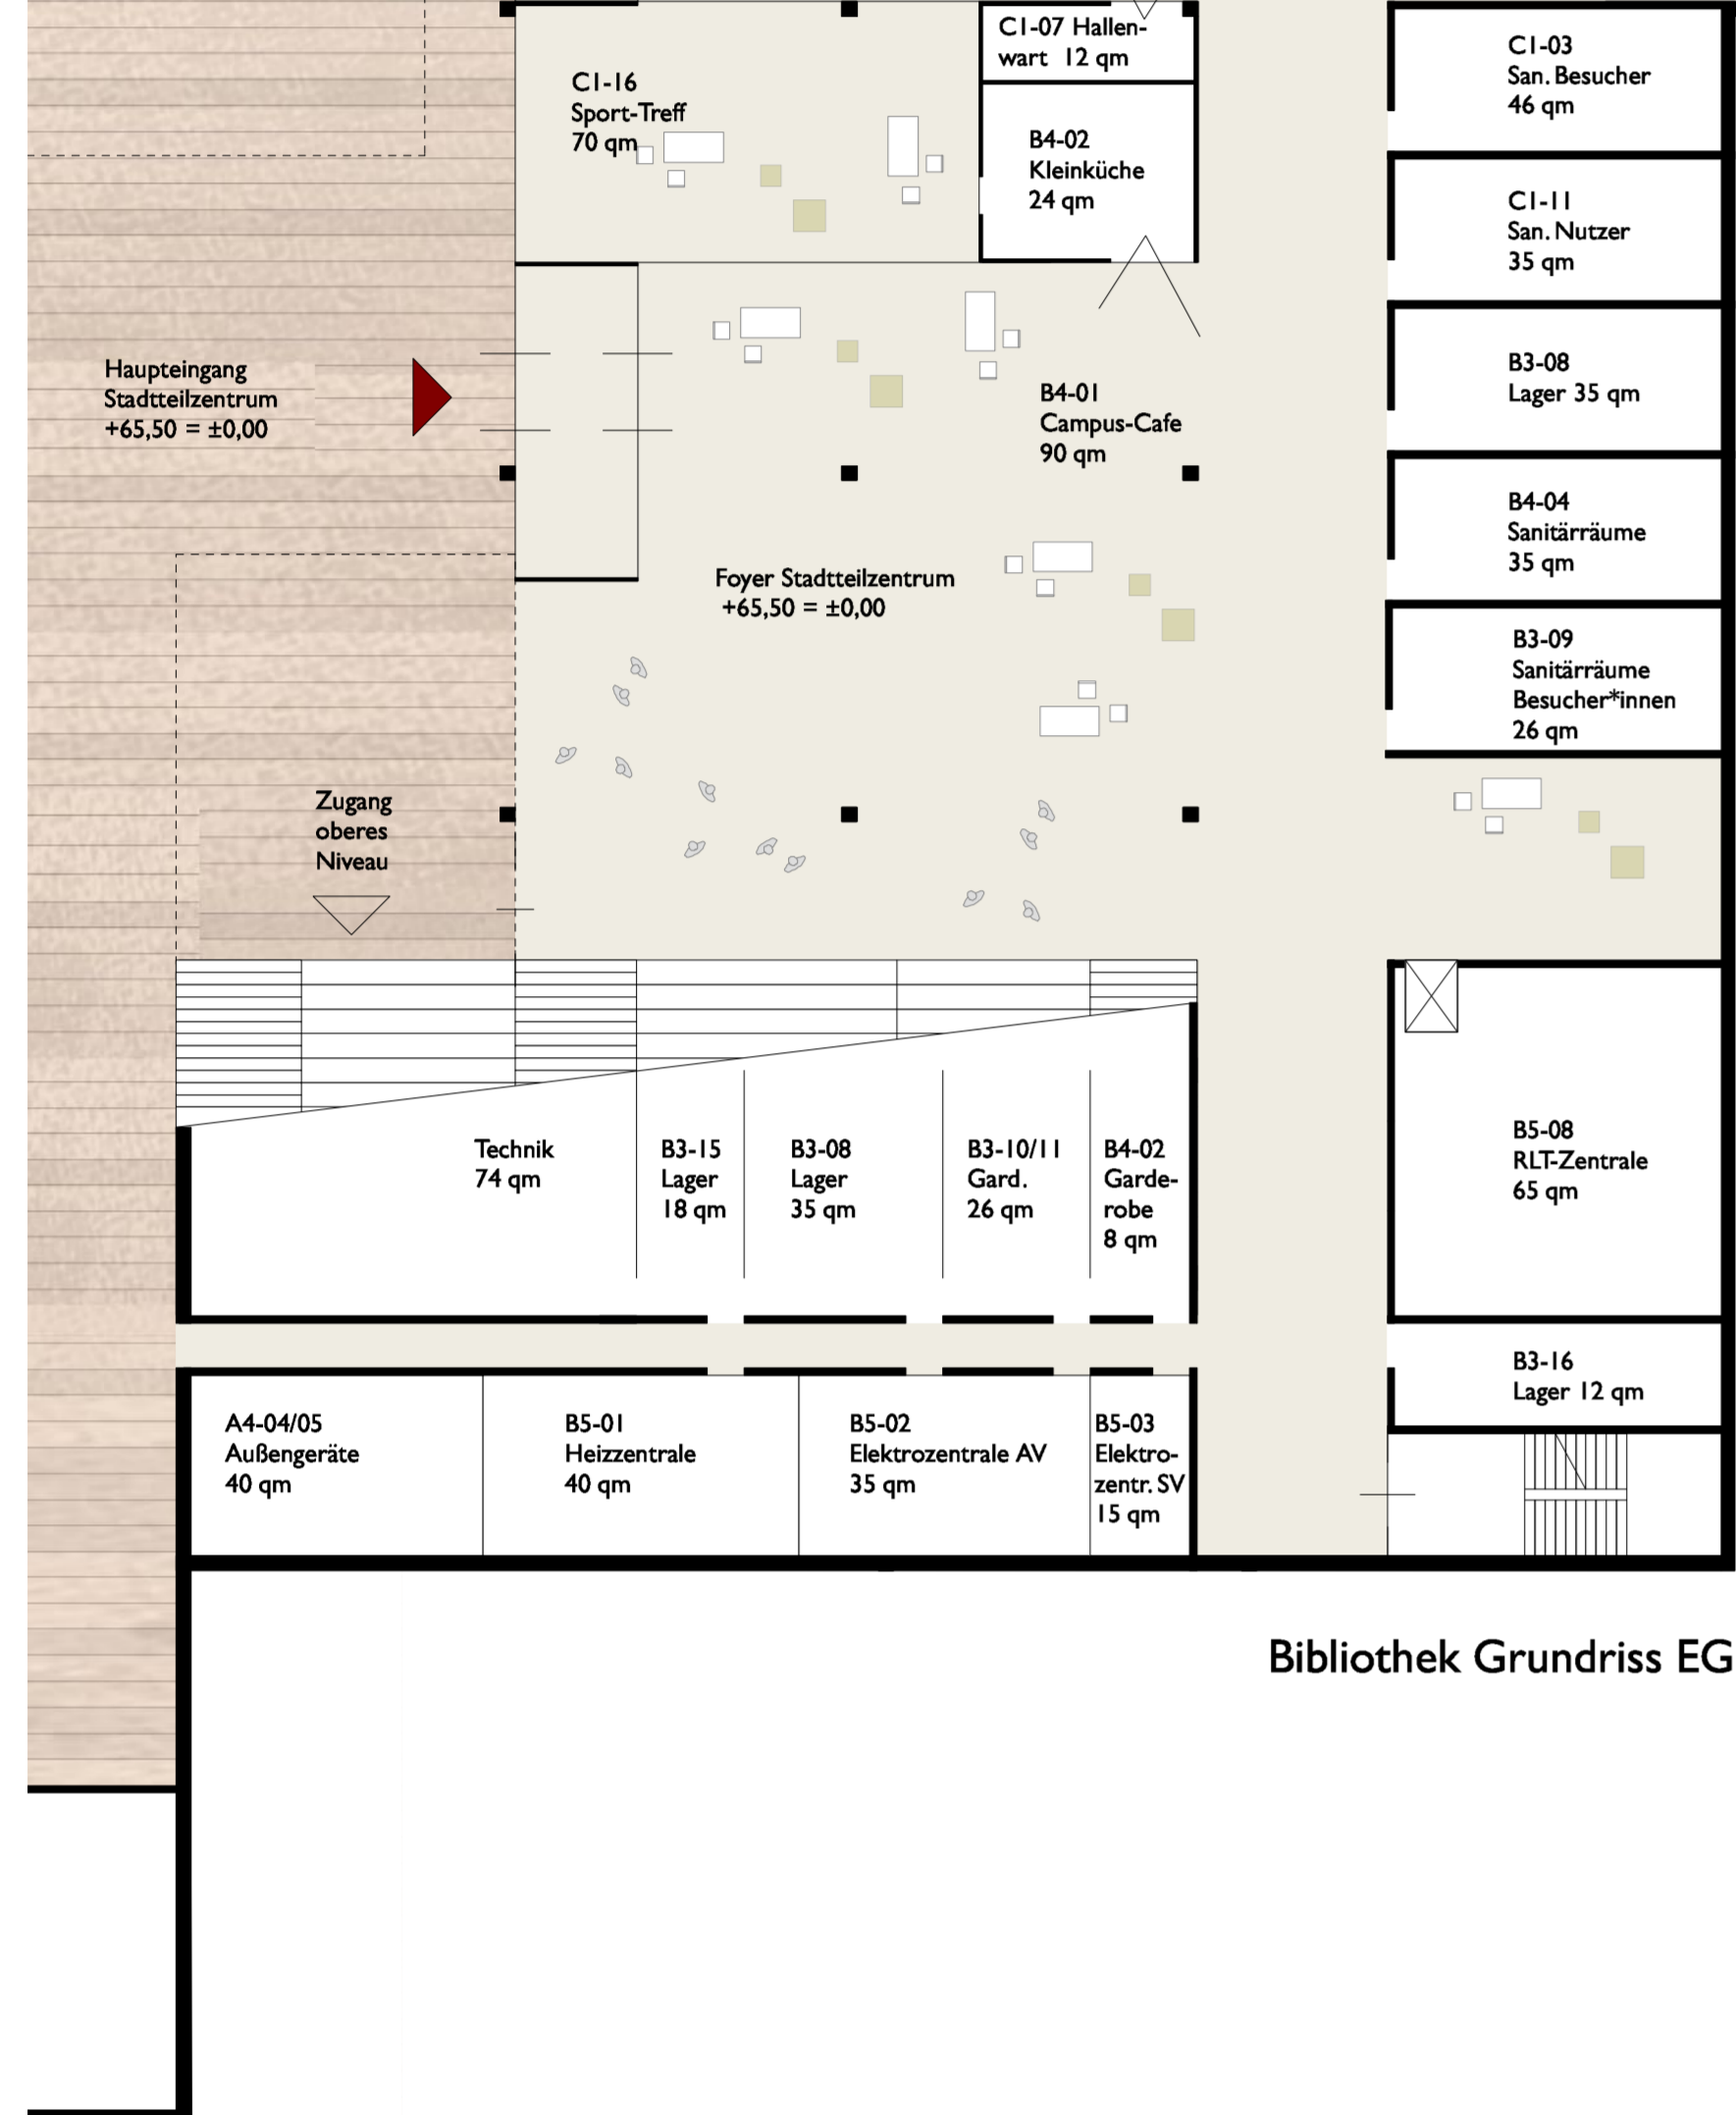 C1-07 Hallen-
wart 12 qm
C1-03
San. Besucher
46 qm
C1-16
Sport-Treff
70 qm
B4-02
Kleinküche
24 qm
C1-11
San. Nutzer
35 qm
Haupteingang
Stadtteilzentrum
+65,50 = ±0,00
B4-01
Campus-Cafe
90 qm
B3-08
Lager 35 qm
B4-04
Sanitärräume
35 qm
Foyer Stadtteilzentrum
+65,50 = ±0,00
B3-09
Sanitärräume
Besucher*innen
26 qm
Zugang
oberes
Niveau
Technik
74 qm
B3-15
Lager
18 qm
B3-08
Lager
35 qm
B3-10/11
Gard.
26 qm
B4-02
Garde-
robe
8 qm
B5-08
RLT-Zentrale
65 qm
B3-16
Lager 12 qm
A4-04/05
Außengeräte
40 qm
B5-01
Heizzentrale
40 qm
B5-02
Elektrozentrale AV
35 qm
B5-03
Elektro-
zentr. SV
15 qm
Bibliothek Grundriss EG